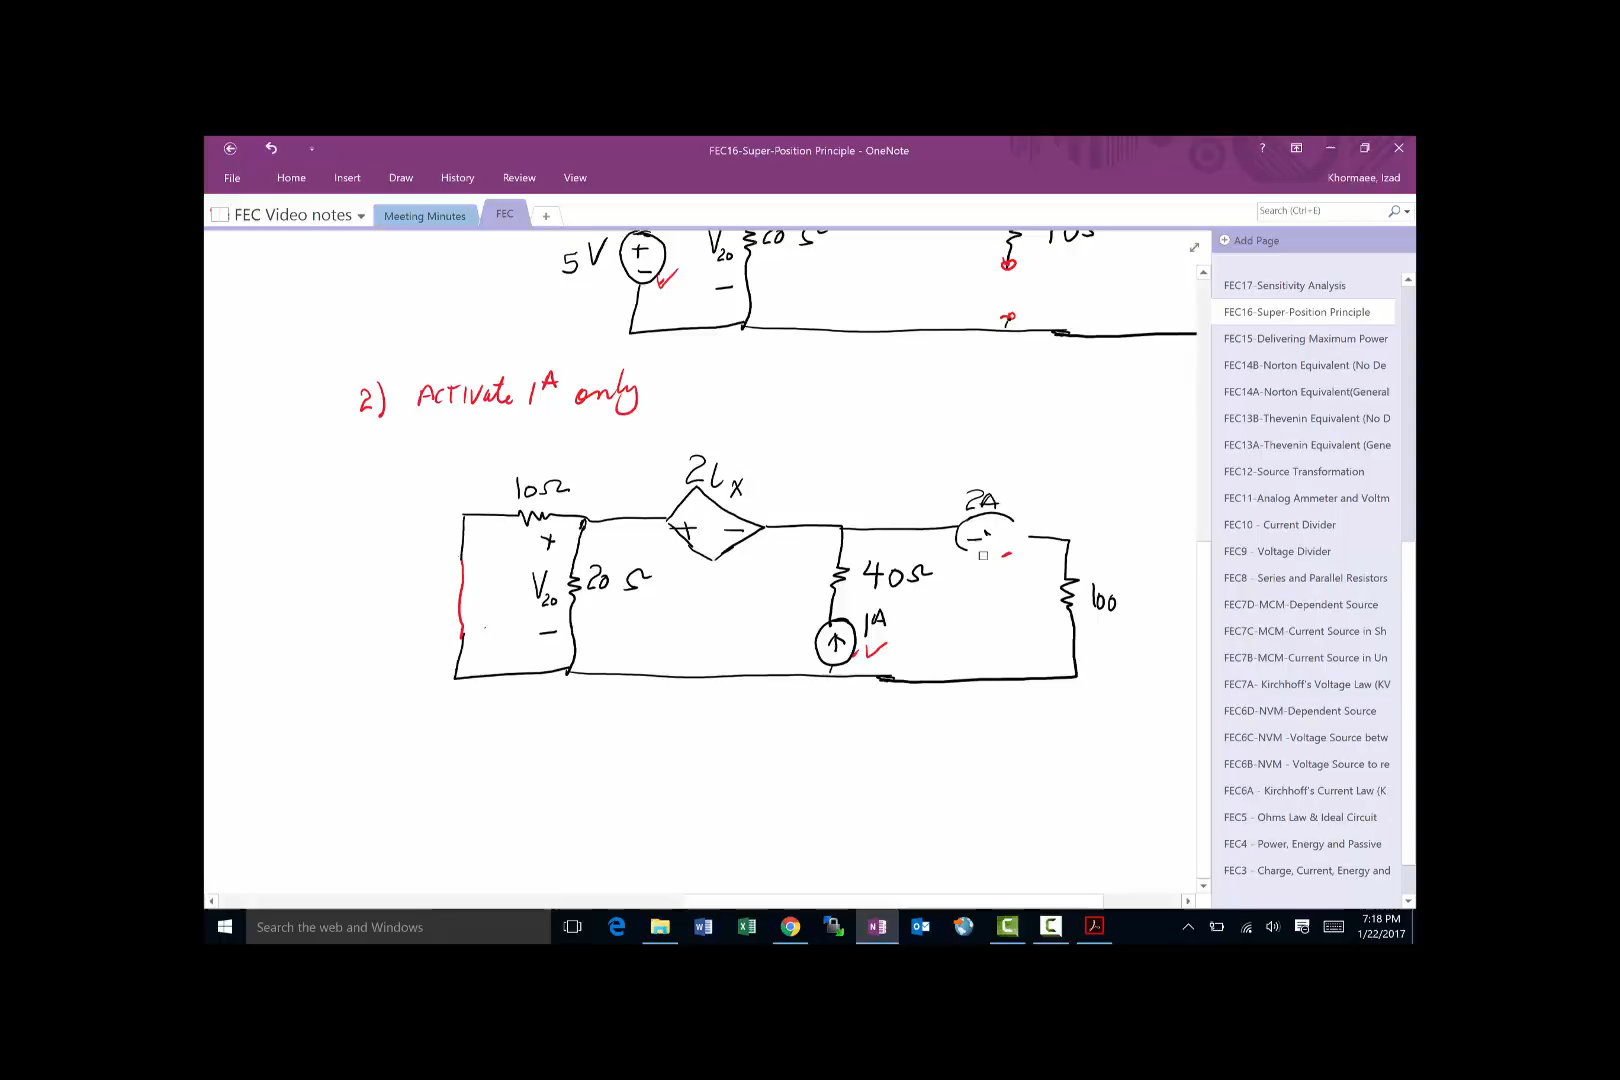 FEC16-Super-Position Principle - OneNote
?
File Home Insert Draw History Review View
Khormaee, Izad
FEC Video notes Meeting Minutes FEC +
Search (Ctrl+E)
Add Page
FEC17-Sensitivity Analysis
FEC16-Super-Position Principle
FEC15-Delivering Maximum Power
FEC14B-Norton Equivalent (No De
FEC14A-Norton Equivalent(General
FEC13B-Thevenin Equivalent (No D
FEC13A-Thevenin Equivalent (Gene
FEC12-Source Transformation
FEC11-Analog Ammeter and Voltm
FEC10 - Current Divider
FEC9 - Voltage Divider
FEC8 - Series and Parallel Resistors
FEC7D-MCM-Dependent Source
FEC7C-MCM-Current Source in Sh
FEC7B-MCM-Current Source in Un
FEC7A- Kirchhoff's Voltage Law (KV
FEC6D-NVM-Dependent Source
FEC6C-NVM -Voltage Source betw
FEC6B-NVM - Voltage Source to re
FEC6A - Kirchhoff's Current Law (K
FEC5 - Ohms Law & Ideal Circuit
FEC4 - Power, Energy and Passive
FEC3 - Charge, Current, Energy and
5 V + − V20 20 Ω
−
2) Activate 1A only
10Ω 2ix 2A
+ + −
V20 20 Ω 40Ω 100
− 1A
Search the web and Windows
7:18 PM
1/22/2017